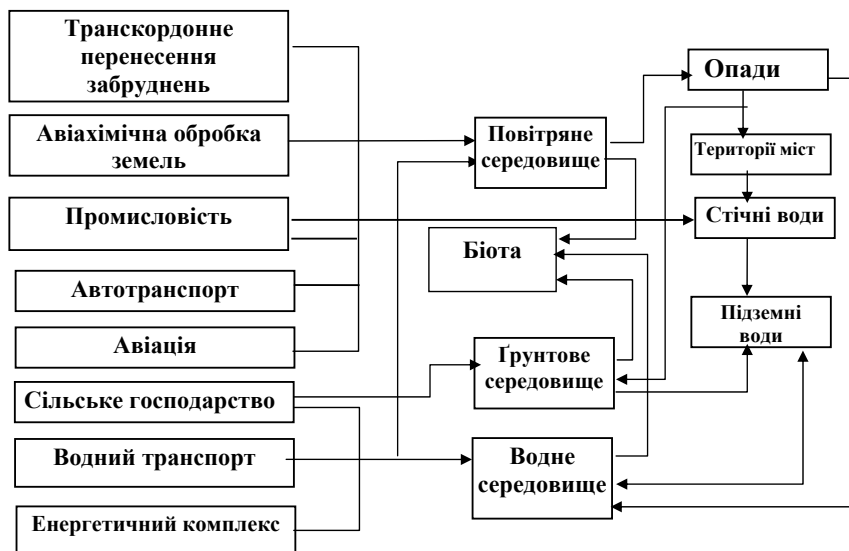 Транскордонне
перенесення
забруднень
Авіахімічна обробка
земель
Промисловість
Автотранспорт
Авіація
Сільське господарство
Водний транспорт
Енергетичний комплекс
Повітряне
середовище
Біота
Ґрунтове
середовище
Водне
середовище
Опади
Території міст
Стічні води
Підземні
води